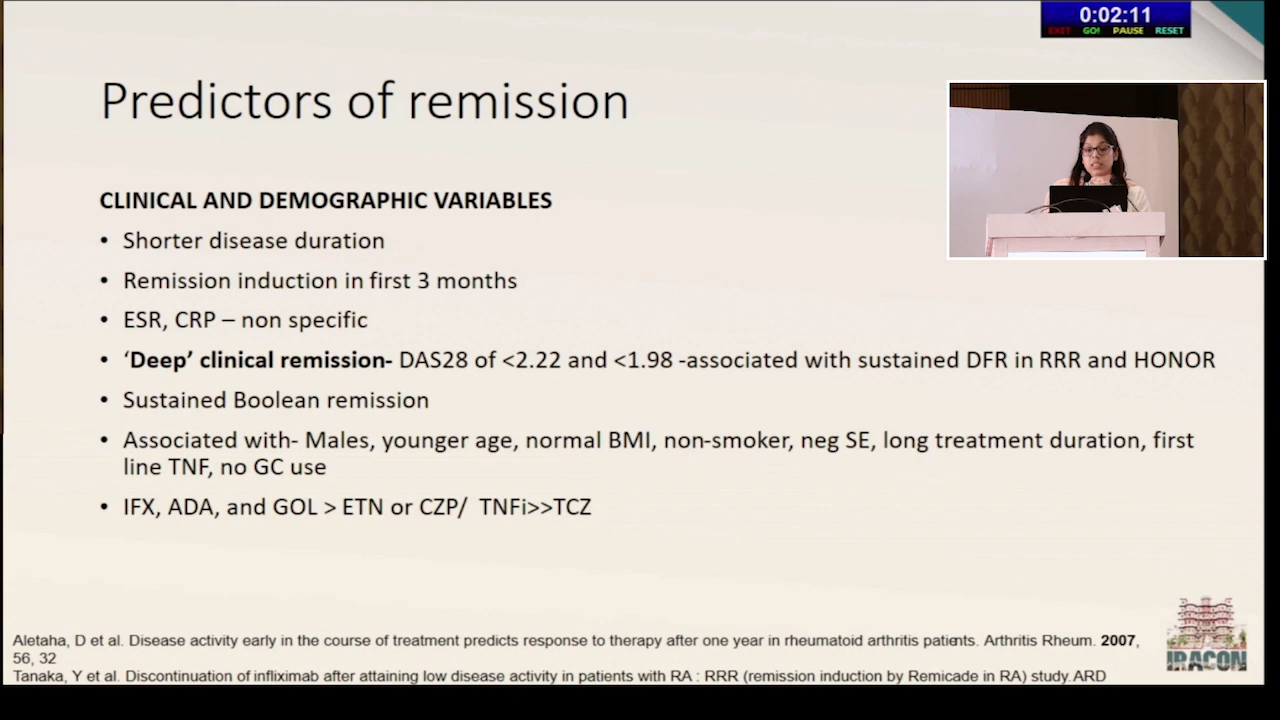 0:02:11
EXIT GO! PAUSE RESET
Predictors of remission
CLINICAL AND DEMOGRAPHIC VARIABLES
• Shorter disease duration
• Remission induction in first 3 months
• ESR, CRP – non specific
• ‘Deep’ clinical remission- DAS28 of <2.22 and <1.98 -associated with sustained DFR in RRR and HONOR
• Sustained Boolean remission
• Associated with- Males, younger age, normal BMI, non-smoker, neg SE, long treatment duration, first
line TNF, no GC use
• IFX, ADA, and GOL > ETN or CZP/ TNFi>>TCZ
Aletaha, D et al. Disease activity early in the course of treatment predicts response to therapy after one year in rheumatoid arthritis patients. Arthritis Rheum. 2007,
56, 32
Tanaka, Y et al. Discontinuation of infliximab after attaining low disease activity in patients with RA : RRR (remission induction by Remicade in RA) study. ARD
IRACON